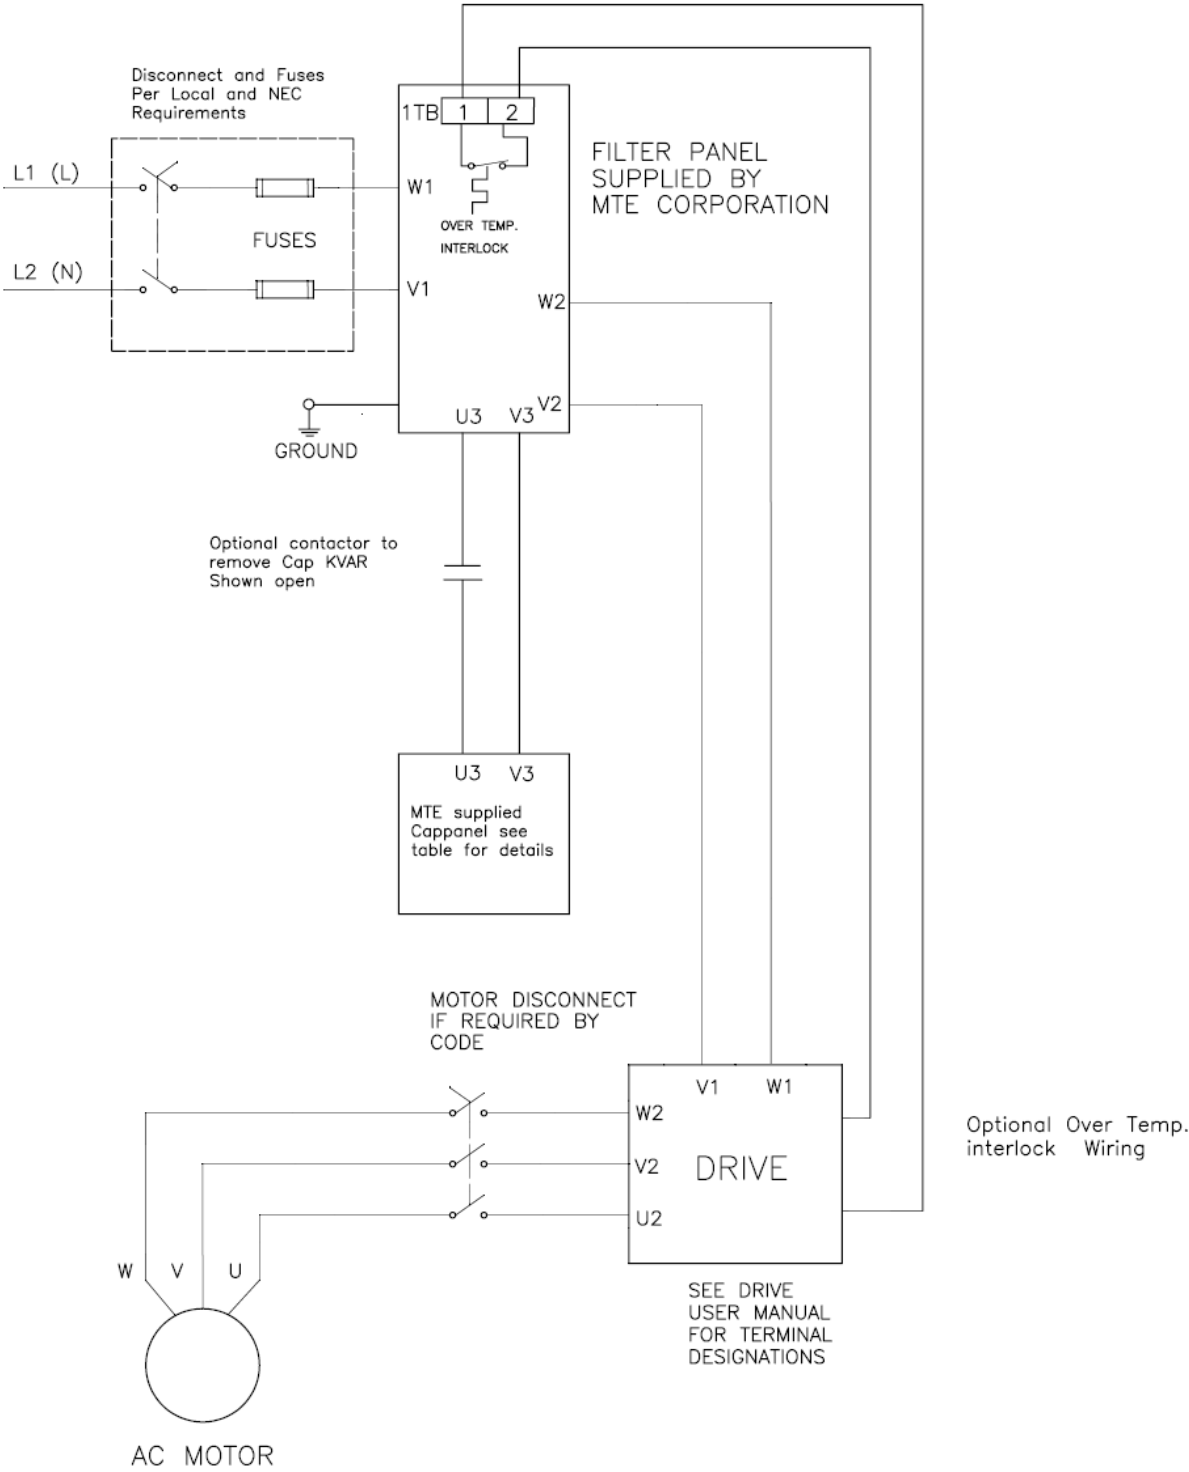 Disconnect and Fuses
Per Local and NEC
Requirements
1TB 1 2
L1 (L)
W1
FUSES
L2 (N)
V1
OVER TEMP.
INTERLOCK
FILTER PANEL
SUPPLIED BY
MTE CORPORATION
W2
V2
U3 V3
GROUND
Optional contactor to
remove Cap KVAR
Shown open
U3 V3
MTE supplied
Cappanel see
table for details
MOTOR DISCONNECT
IF REQUIRED BY
CODE
V1 W1
W2
V2
U2
DRIVE
Optional Over Temp.
interlock Wiring
W V U
SEE DRIVE
USER MANUAL
FOR TERMINAL
DESIGNATIONS
AC MOTOR